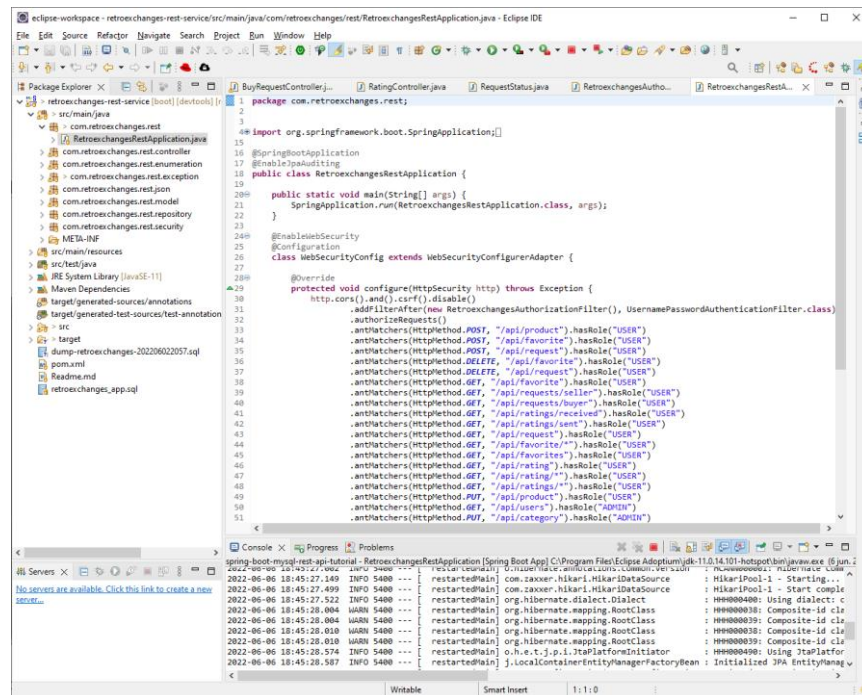 eclipse-workspace - retroexchanges-rest-service/src/main/java/com/retroexchanges/rest/RetroexchangesRestApplication.java - Eclipse IDE
File Edit Source Refactor Navigate Search Project Run Window Help
Package Explorer
BuyRequestController.j...
RatingController.java
RequestStatus.java
RetroexchangesAutho...
RetroexchangesRestA...
> retroexchanges-rest-service [boot] [devtools] [r
> src/main/java
> com.retroexchanges.rest
> RetroexchangesRestApplication.java
com.retroexchanges.rest.controller
com.retroexchanges.rest.enumeration
> com.retroexchanges.rest.exception
com.retroexchanges.rest.json
com.retroexchanges.rest.model
com.retroexchanges.rest.repository
com.retroexchanges.rest.security
META-INF
src/main/resources
src/test/java
JRE System Library [JavaSE-11]
Maven Dependencies
target/generated-sources/annotations
target/generated-test-sources/test-annotation
> src
> target
dump-retroexchanges-202206022057.sql
pom.xml
Readme.md
retroexchanges_app.sql
1 package com.retroexchanges.rest;
2
3
4 import org.springframework.boot.SpringApplication;
15
16 @SpringBootApplication
17 @EnableJpaAuditing
18 public class RetroexchangesRestApplication {
19
20 public static void main(String[] args) {
21 SpringApplication.run(RetroexchangesRestApplication.class, args);
22 }
23
24 @EnableWebSecurity
25 @Configuration
26 class WebSecurityConfig extends WebSecurityConfigurerAdapter {
27
28 @Override
29 protected void configure(HttpSecurity http) throws Exception {
30 http.cors().and().csrf().disable()
31 .addFilterAfter(new RetroexchangesAuthorizationFilter(), UsernamePasswordAuthenticationFilter.class)
32 .authorizeRequests()
33 .antMatchers(HttpMethod.POST, "/api/product").hasRole("USER")
34 .antMatchers(HttpMethod.POST, "/api/favorite").hasRole("USER")
35 .antMatchers(HttpMethod.POST, "/api/request").hasRole("USER")
36 .antMatchers(HttpMethod.DELETE, "/api/favorite").hasRole("USER")
37 .antMatchers(HttpMethod.DELETE, "/api/request").hasRole("USER")
38 .antMatchers(HttpMethod.GET, "/api/favorite").hasRole("USER")
39 .antMatchers(HttpMethod.GET, "/api/requests/seller").hasRole("USER")
40 .antMatchers(HttpMethod.GET, "/api/requests/buyer").hasRole("USER")
41 .antMatchers(HttpMethod.GET, "/api/ratings/received").hasRole("USER")
42 .antMatchers(HttpMethod.GET, "/api/ratings/sent").hasRole("USER")
43 .antMatchers(HttpMethod.GET, "/api/request").hasRole("USER")
44 .antMatchers(HttpMethod.GET, "/api/favorite/*").hasRole("USER")
45 .antMatchers(HttpMethod.GET, "/api/favorites").hasRole("USER")
46 .antMatchers(HttpMethod.GET, "/api/rating").hasRole("USER")
47 .antMatchers(HttpMethod.GET, "/api/rating/*").hasRole("USER")
48 .antMatchers(HttpMethod.GET, "/api/ratings/*").hasRole("USER")
49 .antMatchers(HttpMethod.PUT, "/api/product").hasRole("USER")
50 .antMatchers(HttpMethod.GET, "/api/users").hasRole("ADMIN")
51 .antMatchers(HttpMethod.PUT, "/api/category").hasRole("ADMIN")
Servers
No servers are available. Click this link to create a new
server...
Console Progress Problems
spring-boot-mysql-rest-api-tutorial - RetroexchangesRestApplication [Spring Boot App] C:\Program Files\Eclipse Adoptium\jdk-11.0.14.101-hotspot\bin\javaw.exe (6 jun. 2
2022-06-06 18:45:27.149 INFO 5400 --- [ restartedMain] com.zaxxer.hikari.HikariDataSource : HikariPool-1 - Starting...
2022-06-06 18:45:27.499 INFO 5400 --- [ restartedMain] com.zaxxer.hikari.HikariDataSource : HikariPool-1 - Start comple
2022-06-06 18:45:27.522 INFO 5400 --- [ restartedMain] org.hibernate.dialect.Dialect : HHH000400: Using dialect: c
2022-06-06 18:45:28.004 WARN 5400 --- [ restartedMain] org.hibernate.mapping.RootClass : HHH000038: Composite-id cla
2022-06-06 18:45:28.004 WARN 5400 --- [ restartedMain] org.hibernate.mapping.RootClass : HHH000039: Composite-id cla
2022-06-06 18:45:28.010 WARN 5400 --- [ restartedMain] org.hibernate.mapping.RootClass : HHH000038: Composite-id cla
2022-06-06 18:45:28.010 WARN 5400 --- [ restartedMain] org.hibernate.mapping.RootClass : HHH000039: Composite-id cla
2022-06-06 18:45:28.574 INFO 5400 --- [ restartedMain] o.h.e.t.j.p.i.JtaPlatformInitiator : HHH000490: Using JtaPlatfor
2022-06-06 18:45:28.587 INFO 5400 --- [ restartedMain] j.LocalContainerEntityManagerFactoryBean : Initialized JPA EntityManag
Writable Smart Insert 1 : 1 : 0